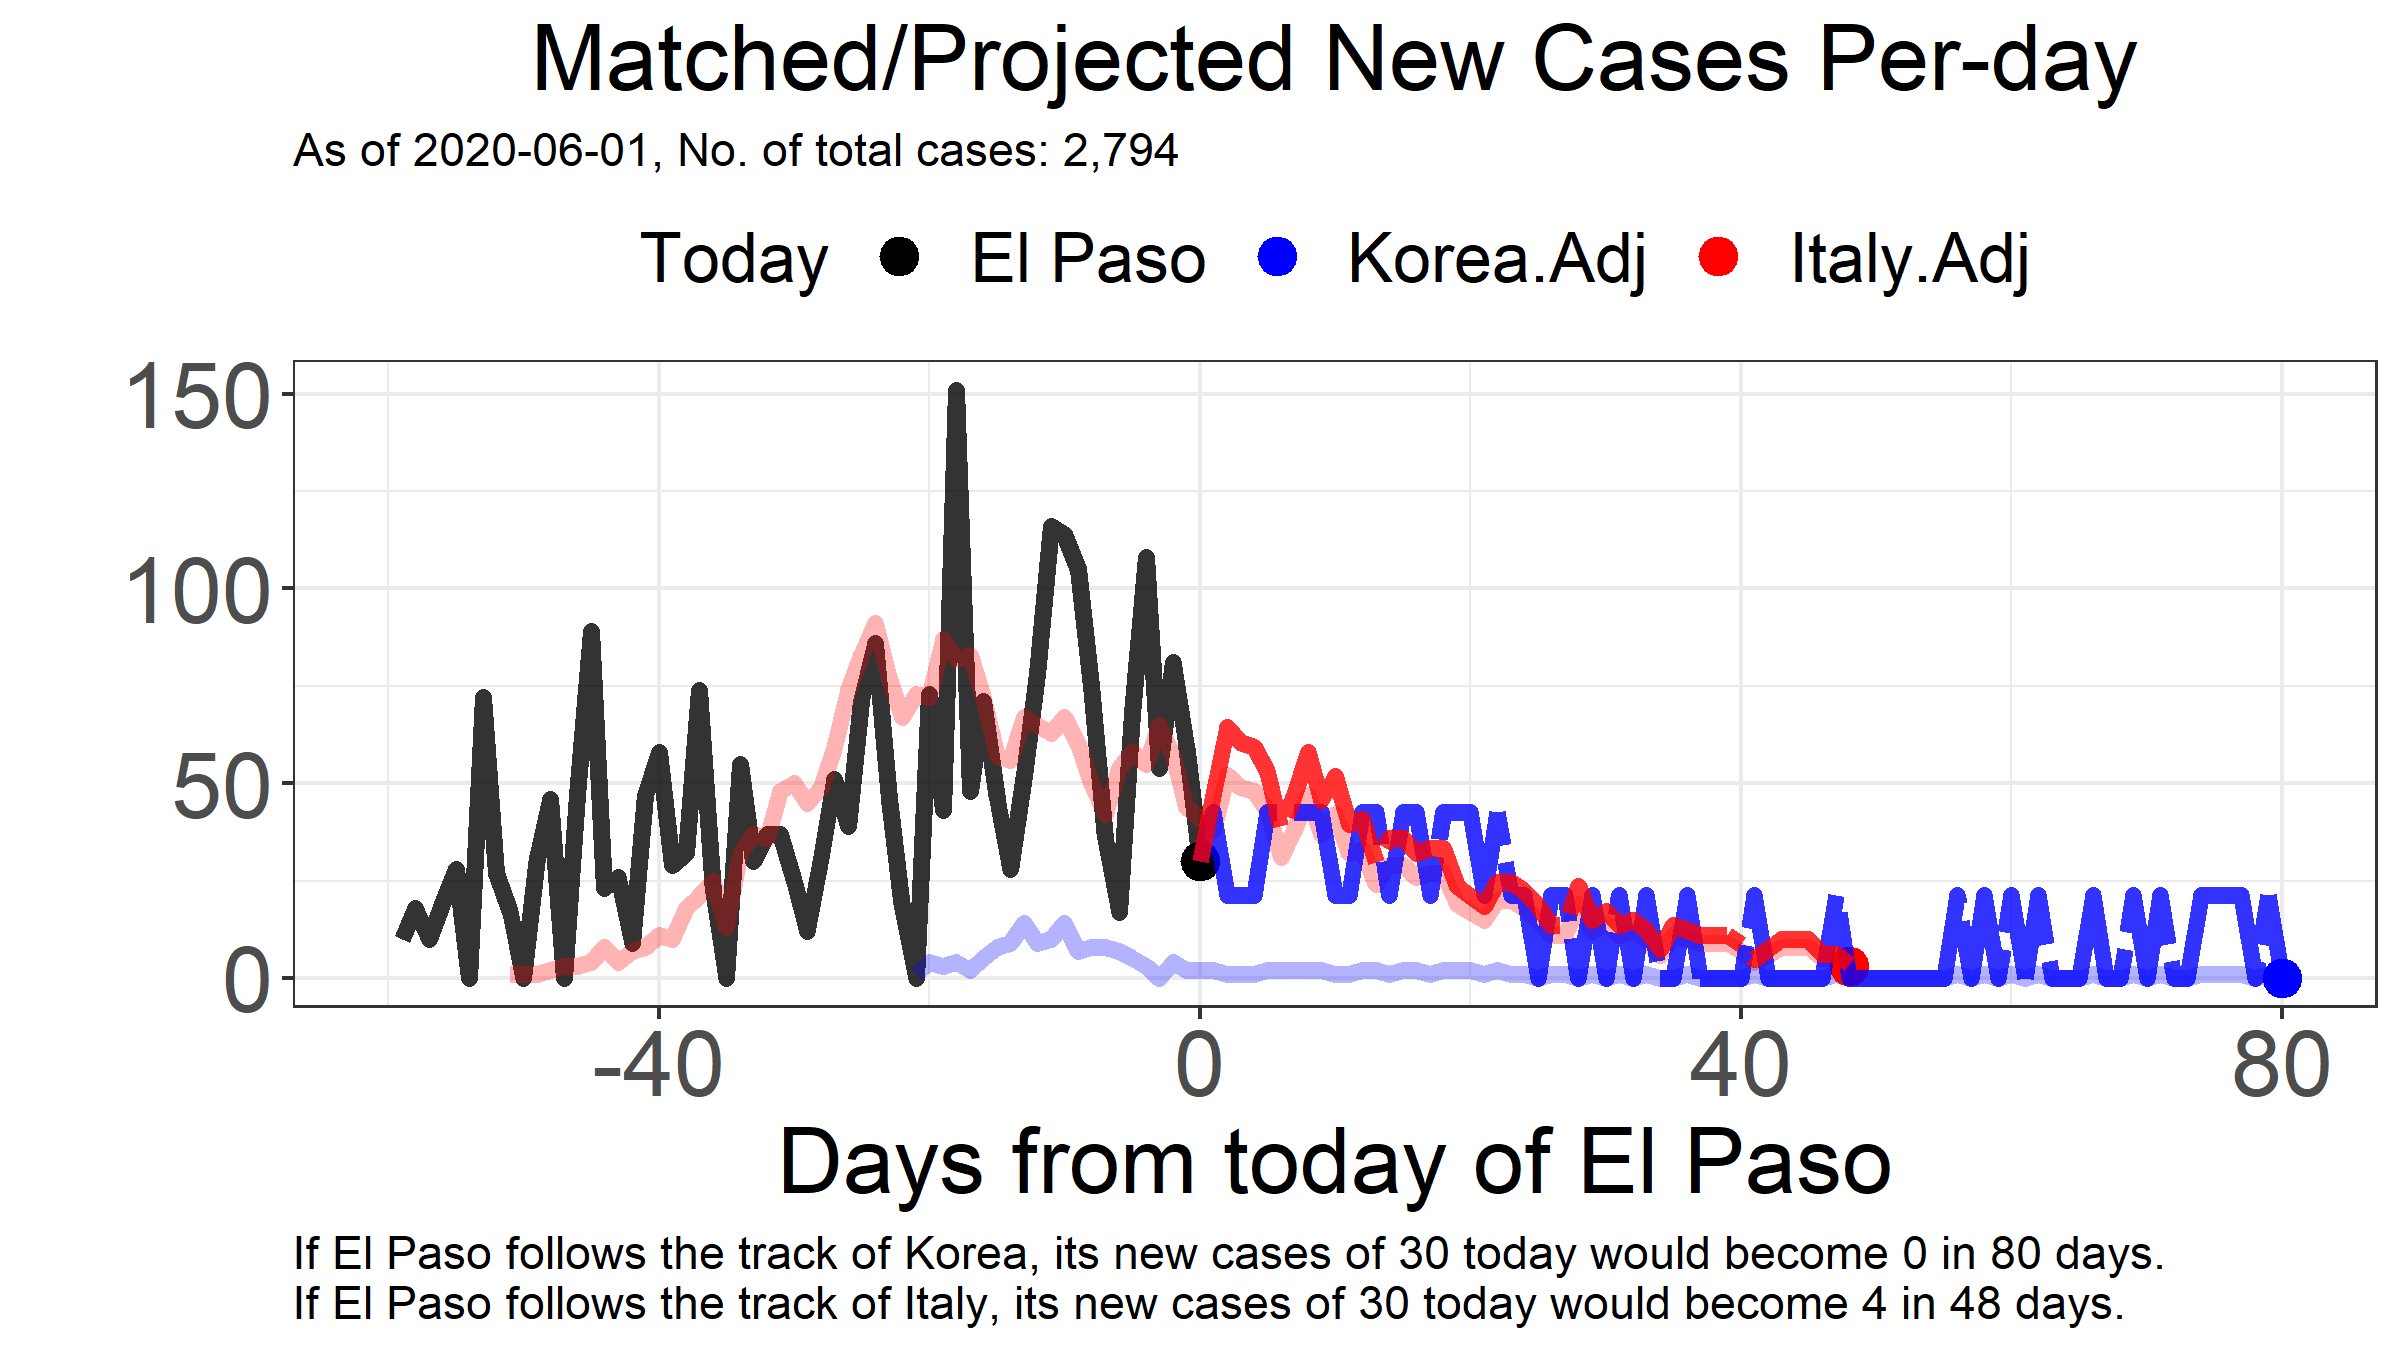 Matched/Projected New Cases Per-day
As of 2020-06-01, No. of total cases: 2,794
Today El Paso Korea.Adj Italy.Adj
150
100
50
0
-40 0 40 80
Days from today of El Paso
If El Paso follows the track of Korea, its new cases of 30 today would become 0 in 80 days.
If El Paso follows the track of Italy, its new cases of 30 today would become 4 in 48 days.